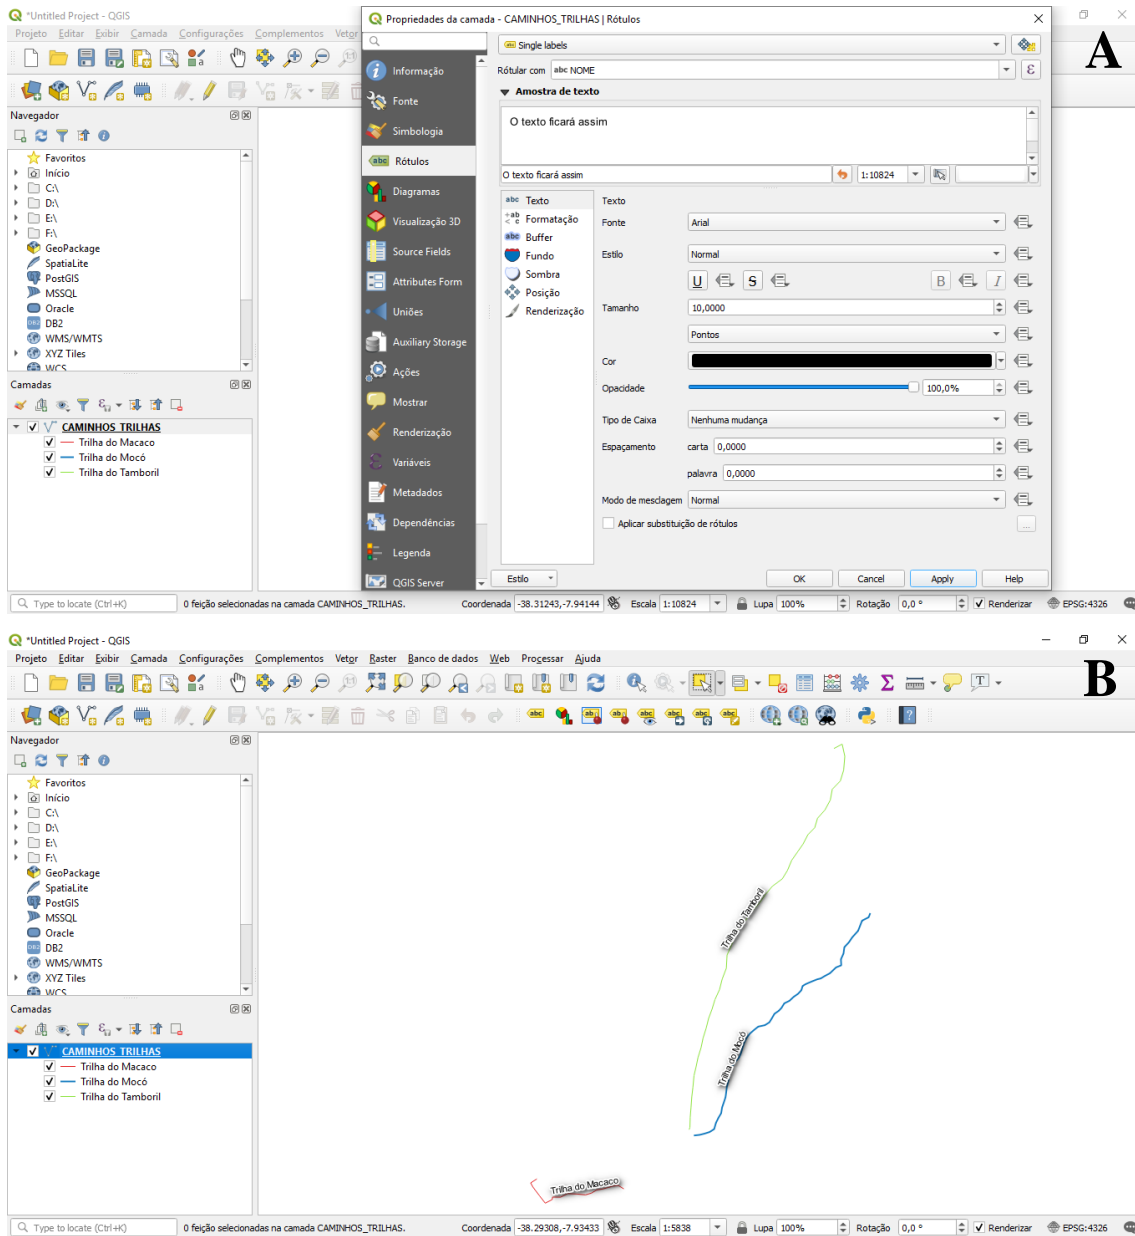 *Untitled Project - QGIS
Projeto Editar Exibir Camada Configurações Complementos Vetor
Navegador
Favoritos
Início
C:\
D:\
E:\
F:\
GeoPackage
SpatiaLite
PostGIS
MSSQL
Oracle
DB2
WMS/WMTS
XYZ Tiles
WCS
Camadas
CAMINHOS_TRILHAS
Trilha do Macaco
Trilha do Mocó
Trilha do Tamboril
Propriedades da camada - CAMINHOS_TRILHAS | Rótulos
Informação
Fonte
Simbologia
abc Rótulos
Diagramas
Visualização 3D
Source Fields
Attributes Form
Uniões
Auxiliary Storage
Ações
Mostrar
Renderização
Variáveis
Metadados
Dependências
Legenda
QGIS Server
Single labels
Rótular com abc NOME
Amostra de texto
O texto ficará assim
O texto ficará assim 1:10824
abc Texto
Formatação
abc Buffer
Fundo
Sombra
Posição
Renderização
Texto
Fonte Arial
Estilo Normal
U S B I
Tamanho 10,0000
Pontos
Cor
Opacidade 100,0%
Tipo de Caixa Nenhuma mudança
Espaçamento carta 0,0000
palavra 0,0000
Modo de mesclagem Normal
Aplicar substituição de rótulos ...
Estilo OK Cancel Apply Help
A
Type to locate (Ctrl+K) 0 feição selecionadas na camada CAMINHOS_TRILHAS. Coordenada -38.31243,-7.94144 Escala 1:10824 Lupa 100% Rotação 0,0 ° Renderizar EPSG:4326
*Untitled Project - QGIS
Projeto Editar Exibir Camada Configurações Complementos Vetor Raster Banco de dados Web Processar Ajuda
B
Navegador
Favoritos
Início
C:\
D:\
E:\
F:\
GeoPackage
SpatiaLite
PostGIS
MSSQL
Oracle
DB2
WMS/WMTS
XYZ Tiles
WCS
Camadas
CAMINHOS_TRILHAS
Trilha do Macaco
Trilha do Mocó
Trilha do Tamboril
Trilha do Tamboril
Trilha do Mocó
Trilha do Macaco
Type to locate (Ctrl+K) 0 feição selecionadas na camada CAMINHOS_TRILHAS. Coordenada -38.29308,-7.93433 Escala 1:5838 Lupa 100% Rotação 0,0 ° Renderizar EPSG:4326